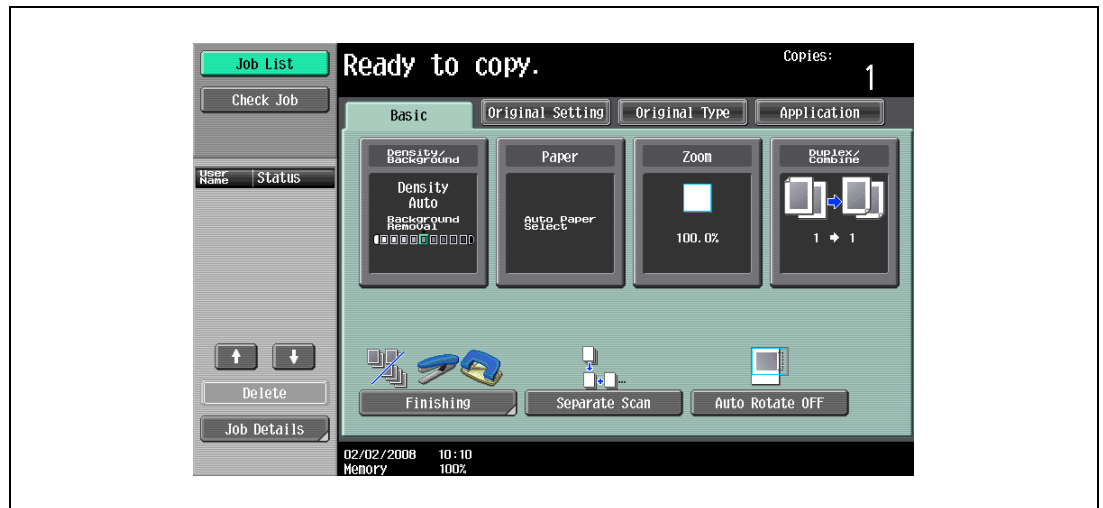 Job List
Check Job
User Name
Status
Delete
Job Details
Ready to copy.
Copies:
1
Basic
Original Setting
Original Type
Application
Density/
Background
Density
Auto
Background
Removal
Paper
Auto Paper
Select
Zoom
100.0%
Duplex/
Combine
1 → 1
Finishing
Separate Scan
Auto Rotate OFF
02/02/2008 10:10
Memory 100%